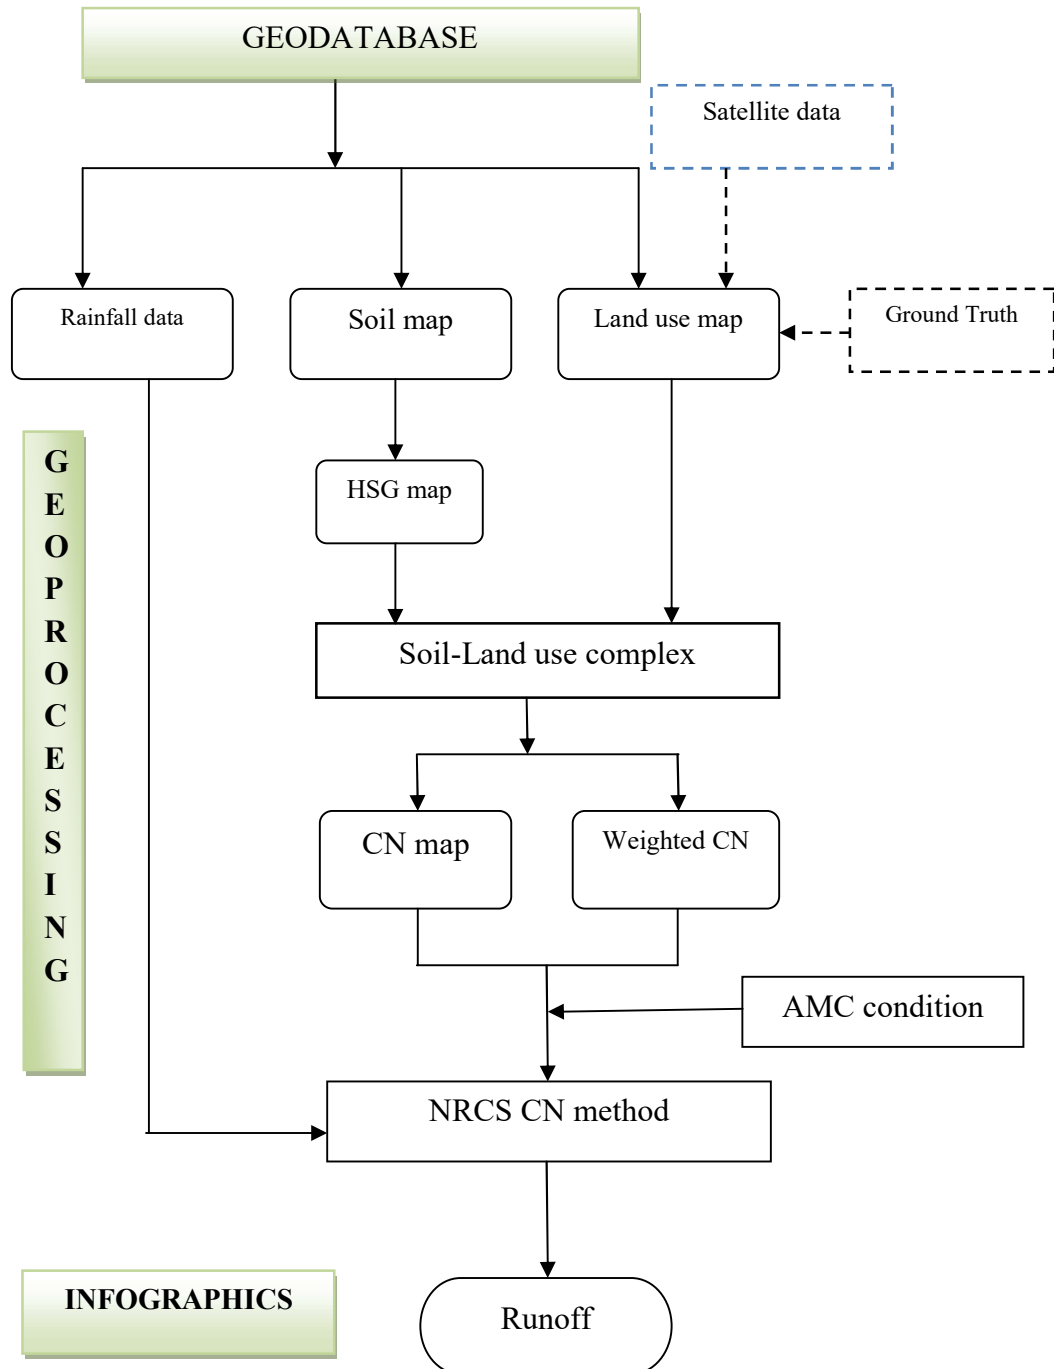 GEODATABASE
Satellite data
Rainfall data
Soil map
Land use map
Ground Truth
G
E
O
P
R
O
C
E
S
S
I
N
G
HSG map
Soil-Land use complex
CN map
Weighted CN
AMC condition
NRCS CN method
INFOGRAPHICS
Runoff